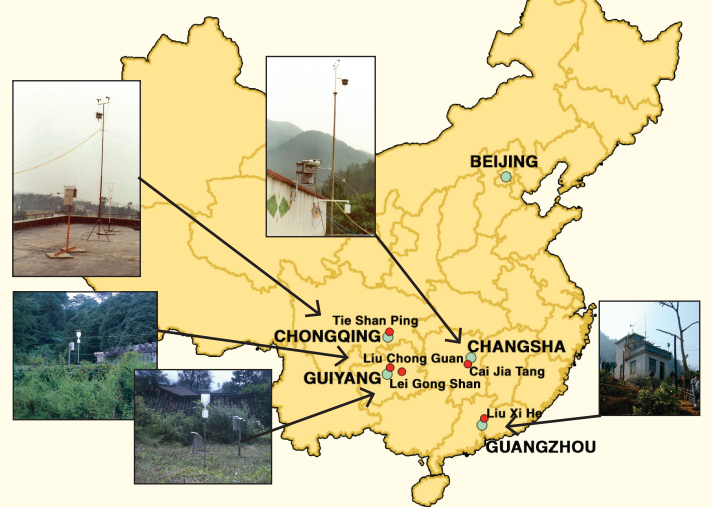 BEIJING
Tie Shan Ping
CHONGQING
CHANGSHA
Liu Chong Guan
Cai Jia Tang
GUIYANG
Lei Gong Shan
Liu Xi He
GUANGZHOU